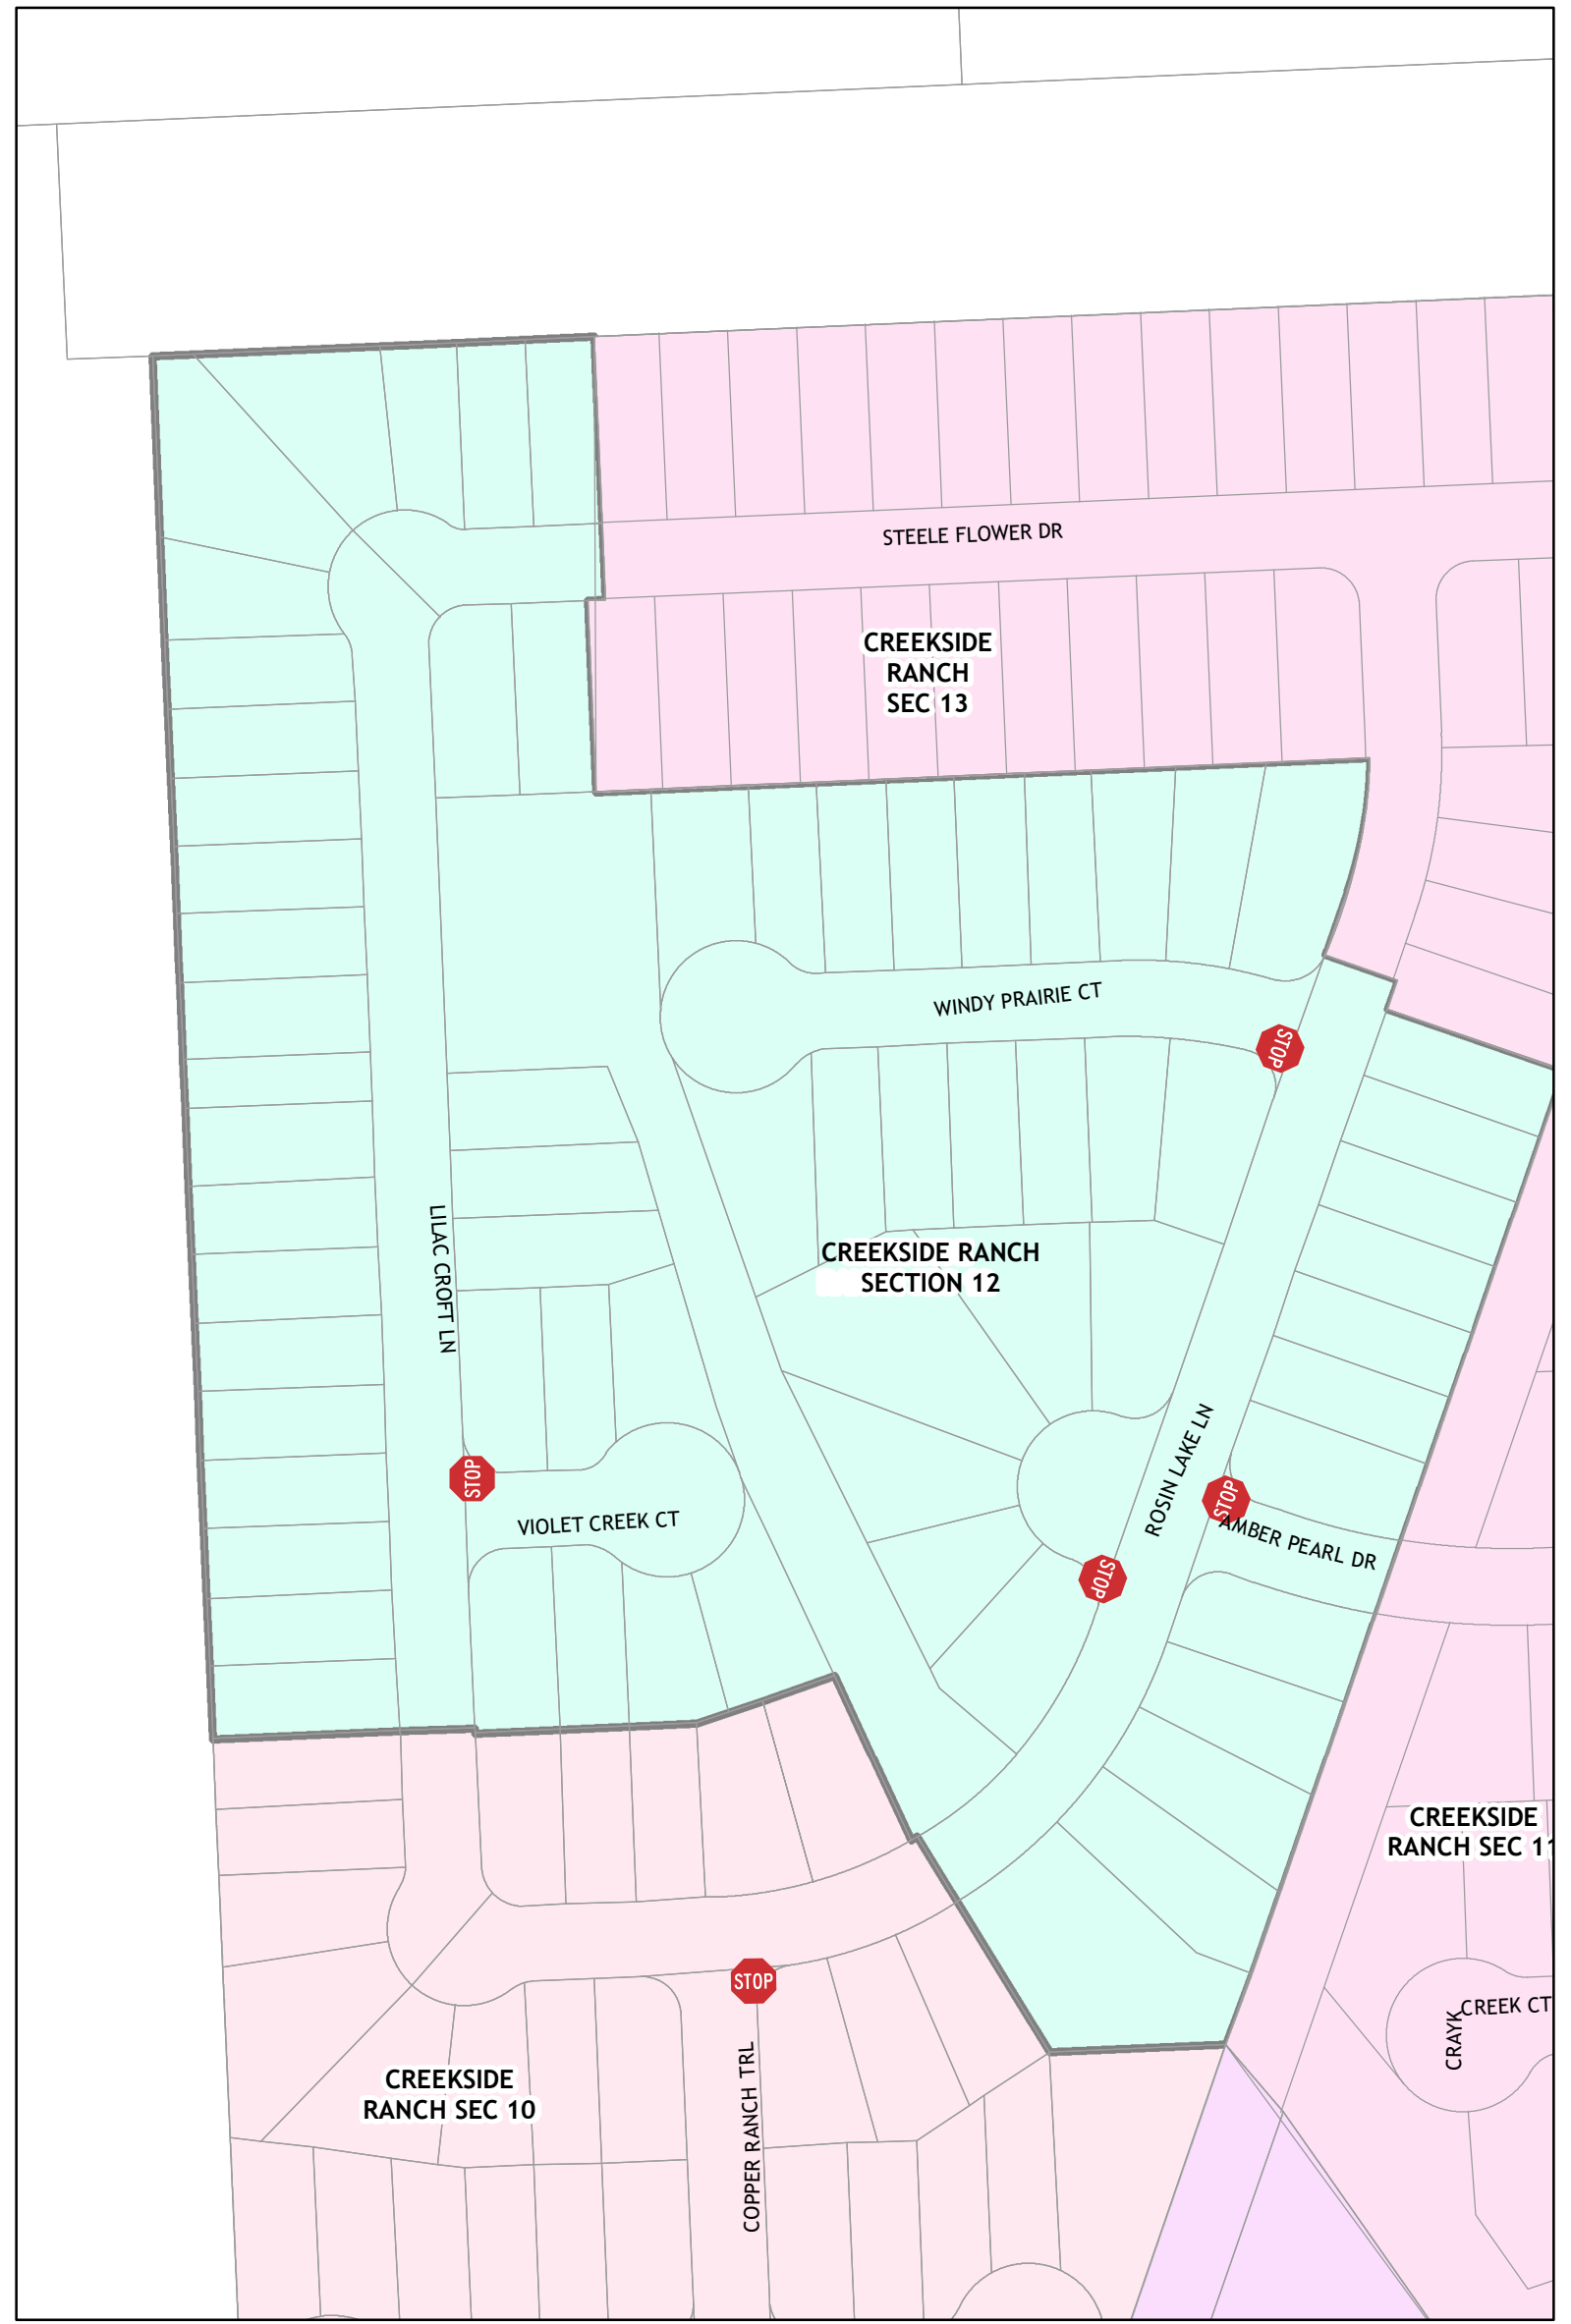 STEELE FLOWER DR
CREEKSIDE
RANCH
SEC 13
WINDY PRAIRIE CT
STOP
LILAC CROFT LN
CREEKSIDE RANCH
SECTION 12
ROSIN LAKE LN
STOP
VIOLET CREEK CT
STOP
AMBER PEARL DR
STOP
CREEKSIDE
RANCH SEC 11
STOP
CRAYK
CREEK CT
CREEKSIDE
RANCH SEC 10
COPPER RANCH TRL